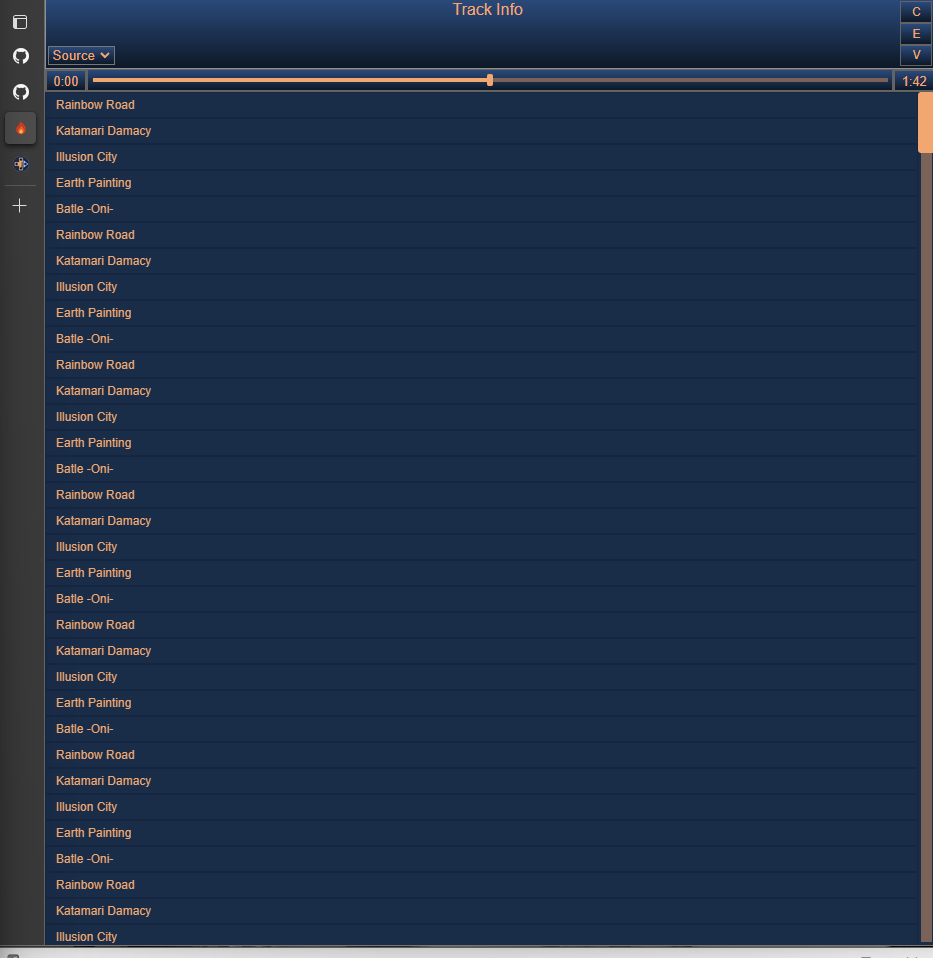 Track Info
C
E
Source
V
0:00
1:42
Rainbow Road
Katamari Damacy
Illusion City
Earth Painting
Batle -Oni-
Rainbow Road
Katamari Damacy
Illusion City
Earth Painting
Batle -Oni-
Rainbow Road
Katamari Damacy
Illusion City
Earth Painting
Batle -Oni-
Rainbow Road
Katamari Damacy
Illusion City
Earth Painting
Batle -Oni-
Rainbow Road
Katamari Damacy
Illusion City
Earth Painting
Batle -Oni-
Rainbow Road
Katamari Damacy
Illusion City
Earth Painting
Batle -Oni-
Rainbow Road
Katamari Damacy
Illusion City